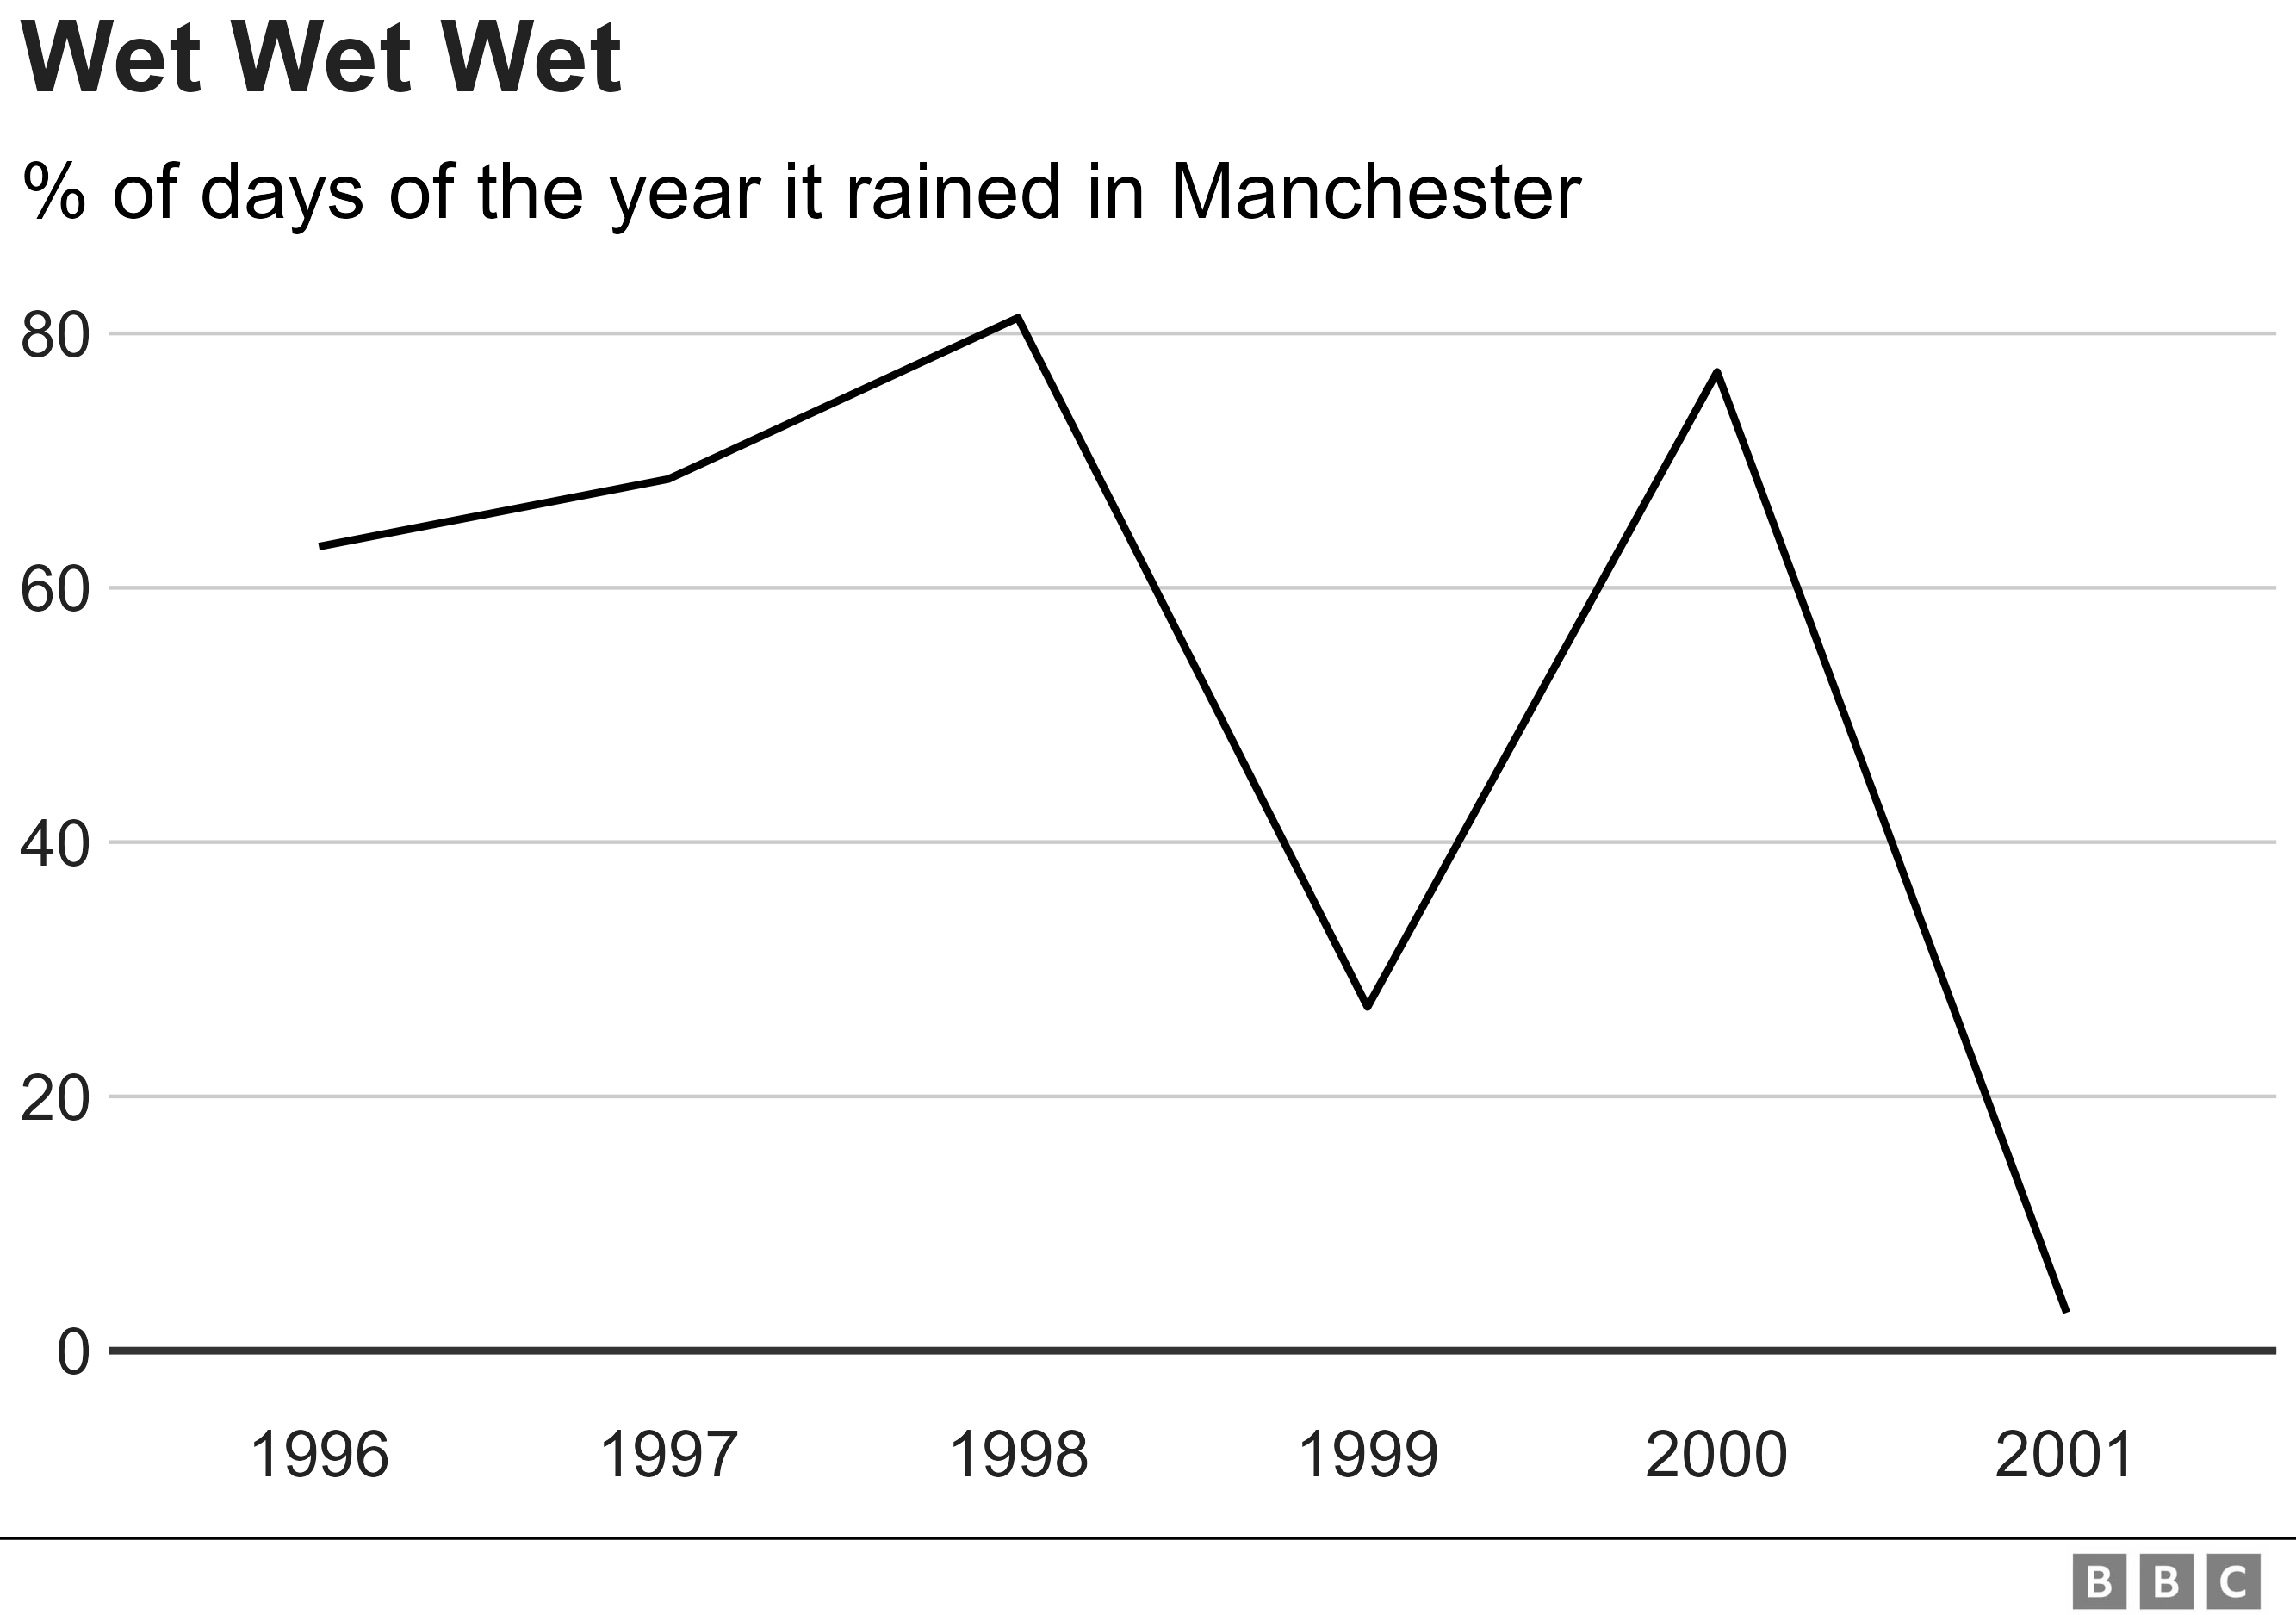 Wet Wet Wet
% of days of the year it rained in Manchester
80
60
40
20
0
1996 1997 1998 1999 2000 2001
BBC